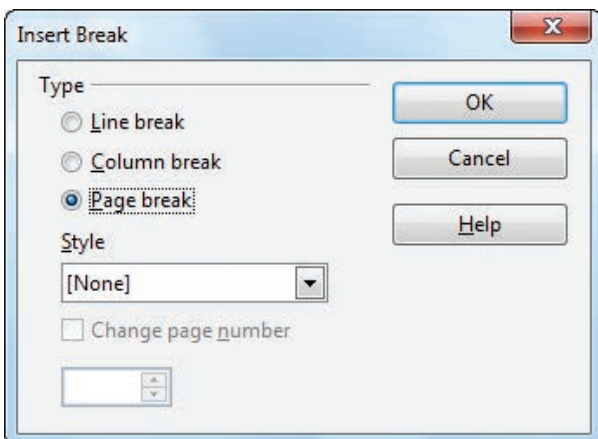 Insert Break
Type
Line break
Column break
Page break
Style
[None]
Change page number
OK
Cancel
Help